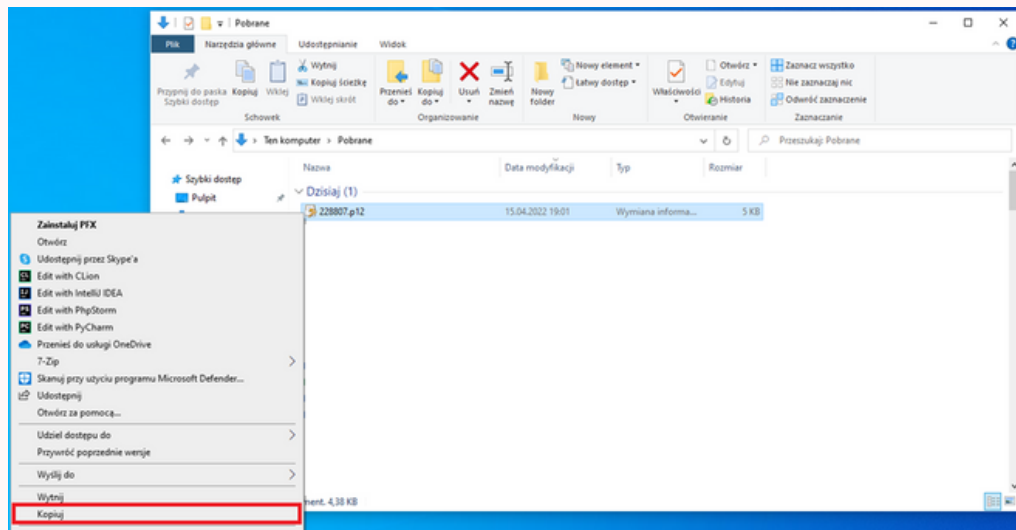 Pobrane
Plik Narzędzia główne Udostępnianie Widok
Przypnij do paska Szybki dostęp
Kopiuj
Wklej
Wytnij
Kopiuj ścieżkę
Wklej skrót
Schowek
Przenieś do
Kopiuj do
Usuń
Zmień nazwę
Organizowanie
Nowy folder
Nowy element
Łatwy dostęp
Nowy
Właściwości
Otwórz
Edytuj
Historia
Otwieranie
Zaznacz wszystko
Nie zaznaczaj nic
Odwróć zaznaczenie
Zaznaczanie
Ten komputer > Pobrane
Przeszukaj: Pobrane
Szybki dostęp
Pulpit
Nazwa Data modyfikacji Typ Rozmiar
Dzisiaj (1)
228807.p12 15.04.2022 19:01 Wymiana informa... 5 KB
Zainstaluj PFX
Otwórz
Udostępnij przez Skype'a
Edit with CLion
Edit with IntelliJ IDEA
Edit with PhpStorm
Edit with PyCharm
Przenieś do usługi OneDrive
7-Zip
Skanuj przy użyciu programu Microsoft Defender...
Udostępnij
Otwórz za pomocą...
Udziel dostępu do
Przywróć poprzednie wersje
Wyślij do
Wytnij
Kopiuj
4,38 KB